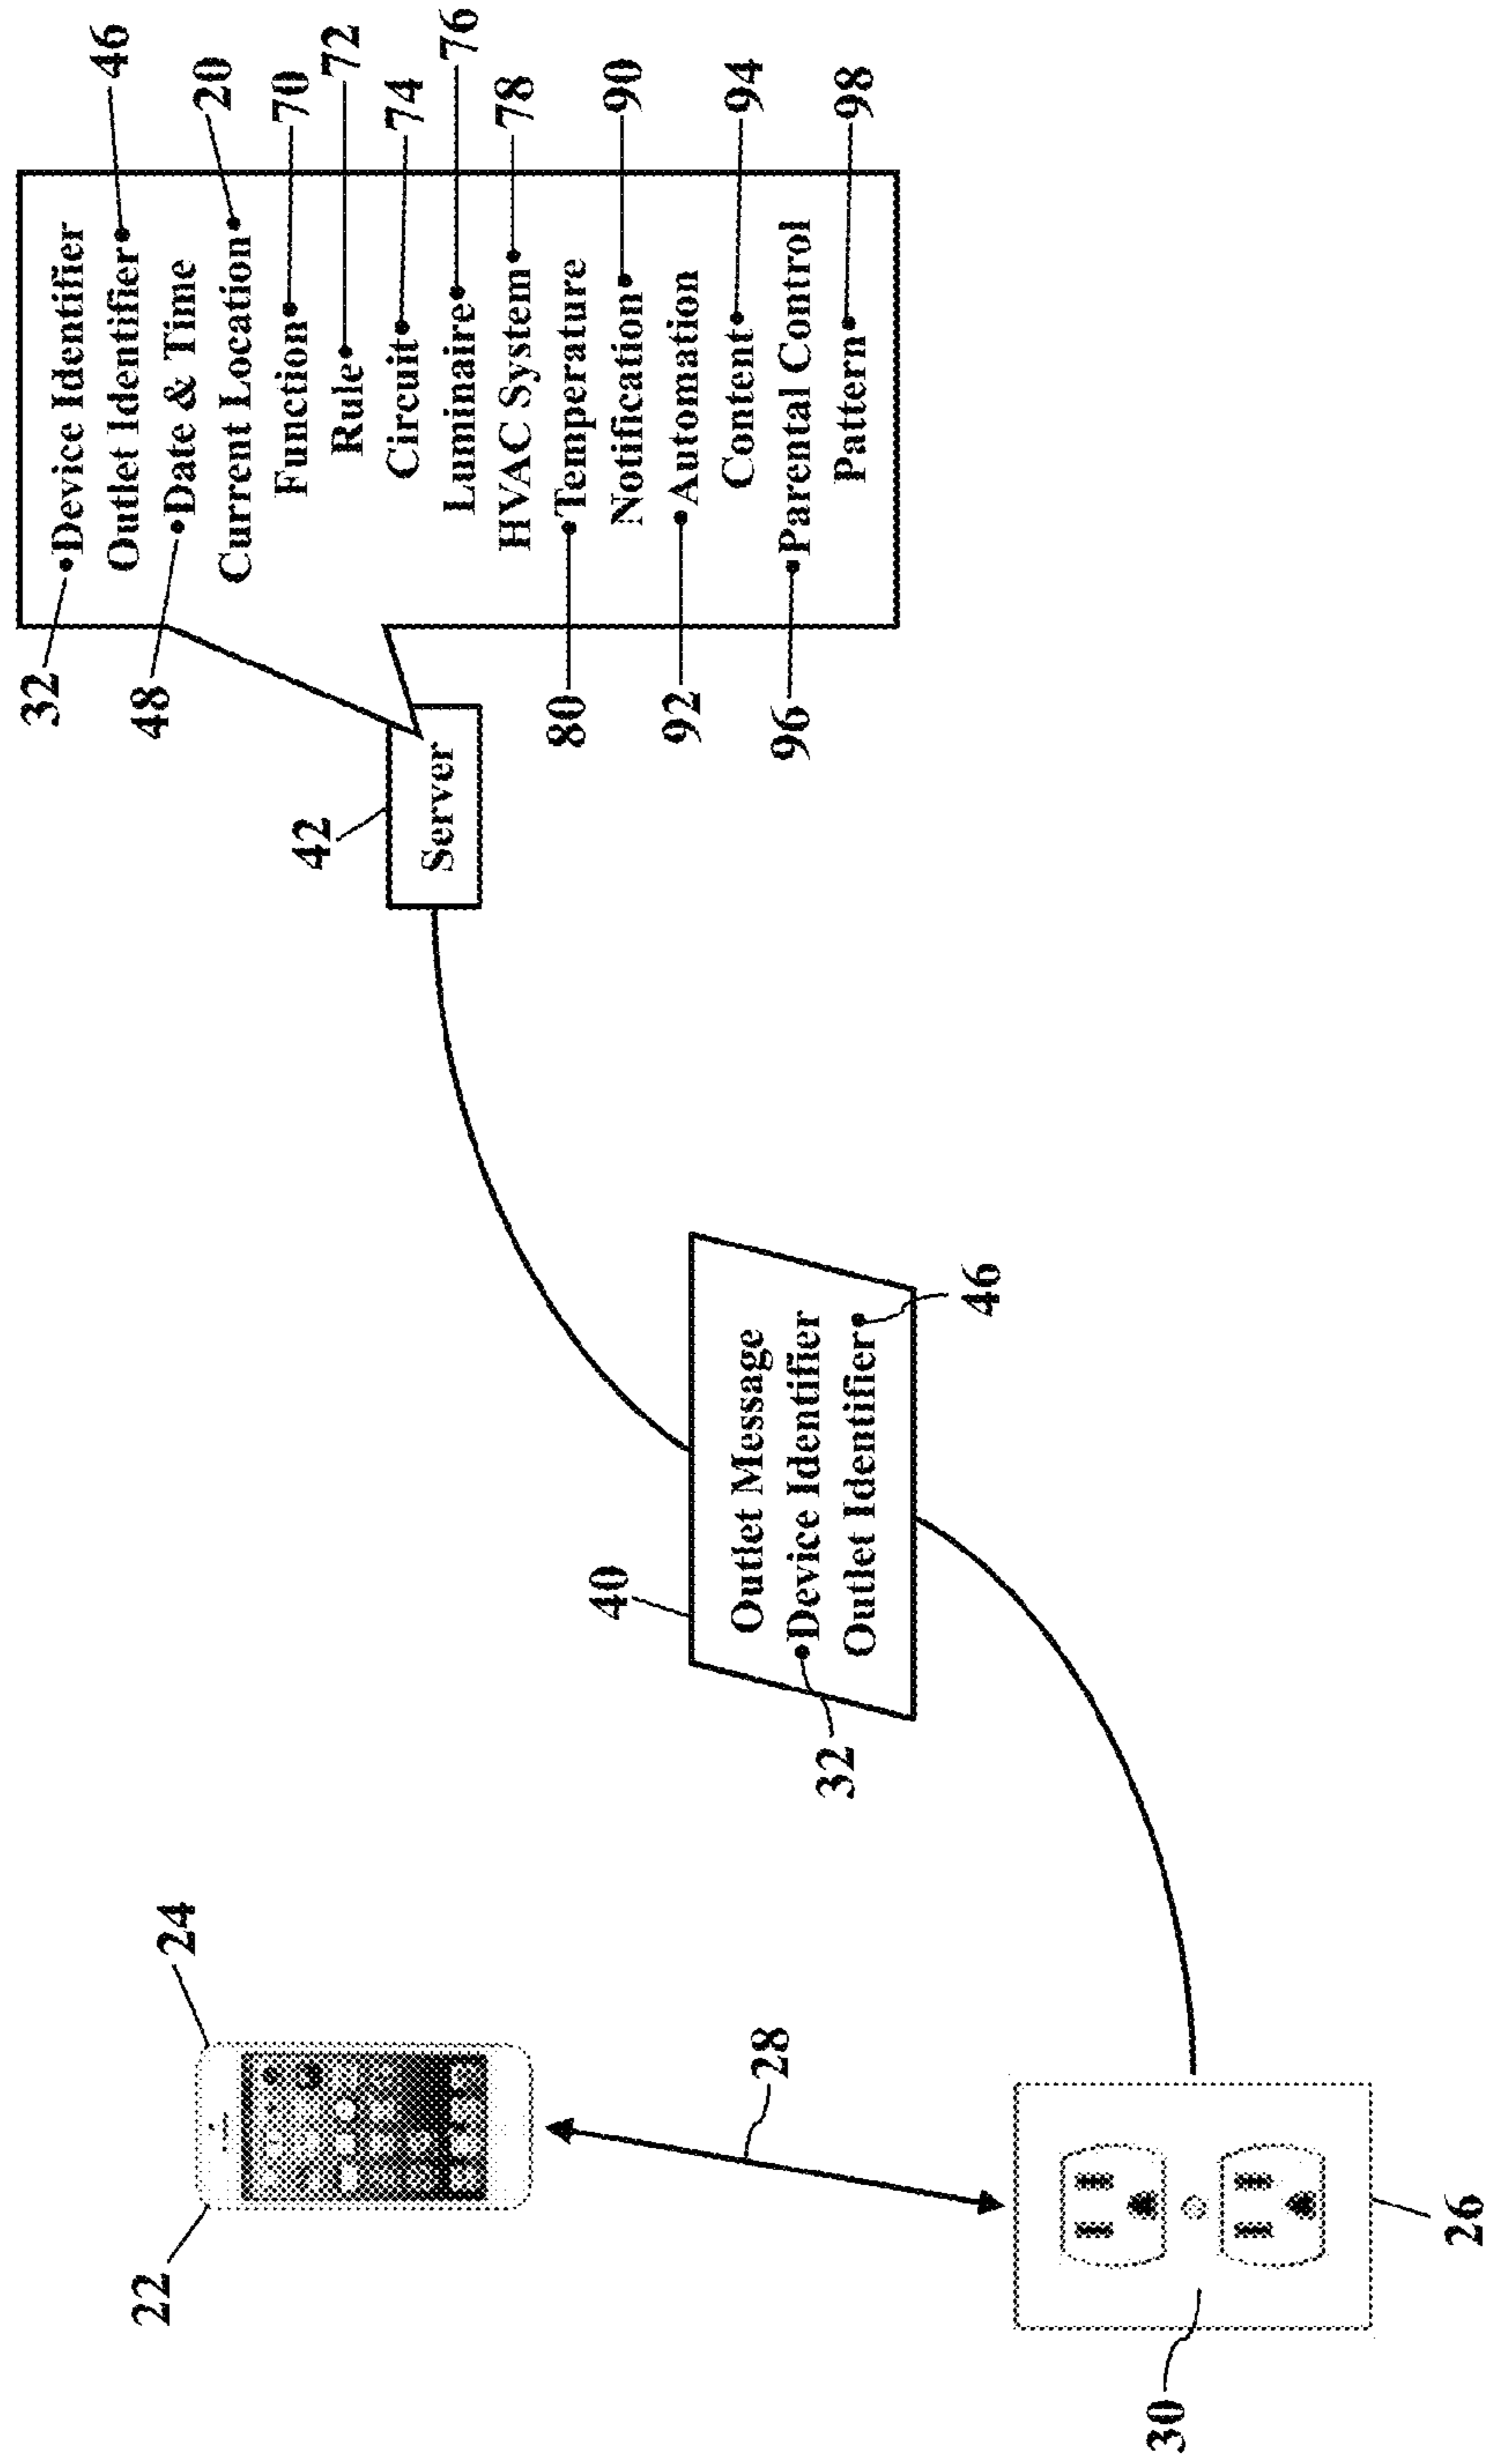 22
24
28
30
26
40
Outlet Message
Device Identifier
Outlet Identifier
32
46
42
Server
32
Device Identifier
Outlet Identifier
46
48
Date & Time
Current Location
20
Function
70
Rule
72
Circuit
74
Luminaire
76
HVAC System
78
80
Temperature
Notification
90
92
Automation
Content
94
96
Parental Control
Pattern
98